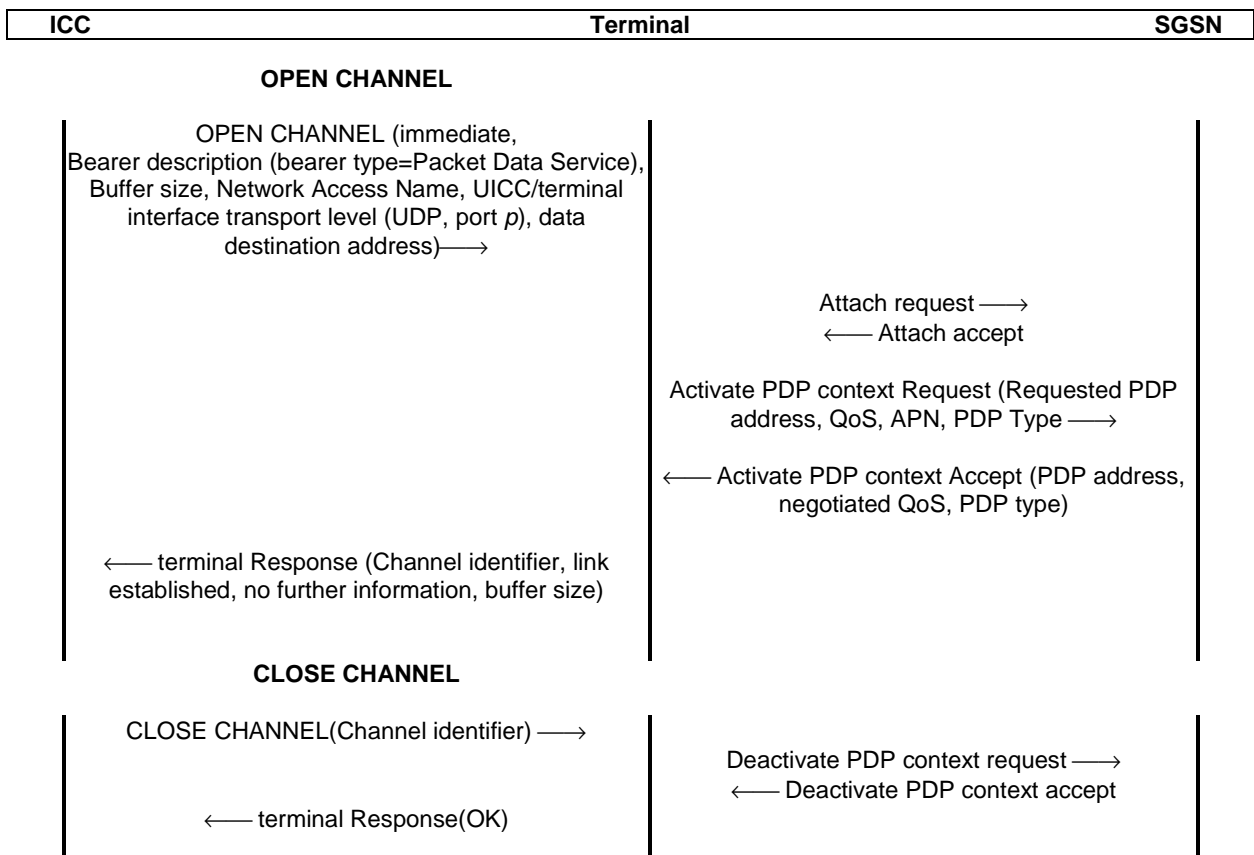 ICC Terminal SGSN
OPEN CHANNEL
OPEN CHANNEL (immediate,
Bearer description (bearer type=Packet Data Service),
Buffer size, Network Access Name, UICC/terminal
interface transport level (UDP, port p), data
destination address)⟶
Attach request ⟶
⟵ Attach accept
Activate PDP context Request (Requested PDP
address, QoS, APN, PDP Type ⟶
⟵ Activate PDP context Accept (PDP address,
negotiated QoS, PDP type)
⟵ terminal Response (Channel identifier, link
established, no further information, buffer size)
CLOSE CHANNEL
CLOSE CHANNEL(Channel identifier) ⟶
Deactivate PDP context request ⟶
⟵ Deactivate PDP context accept
⟵ terminal Response(OK)